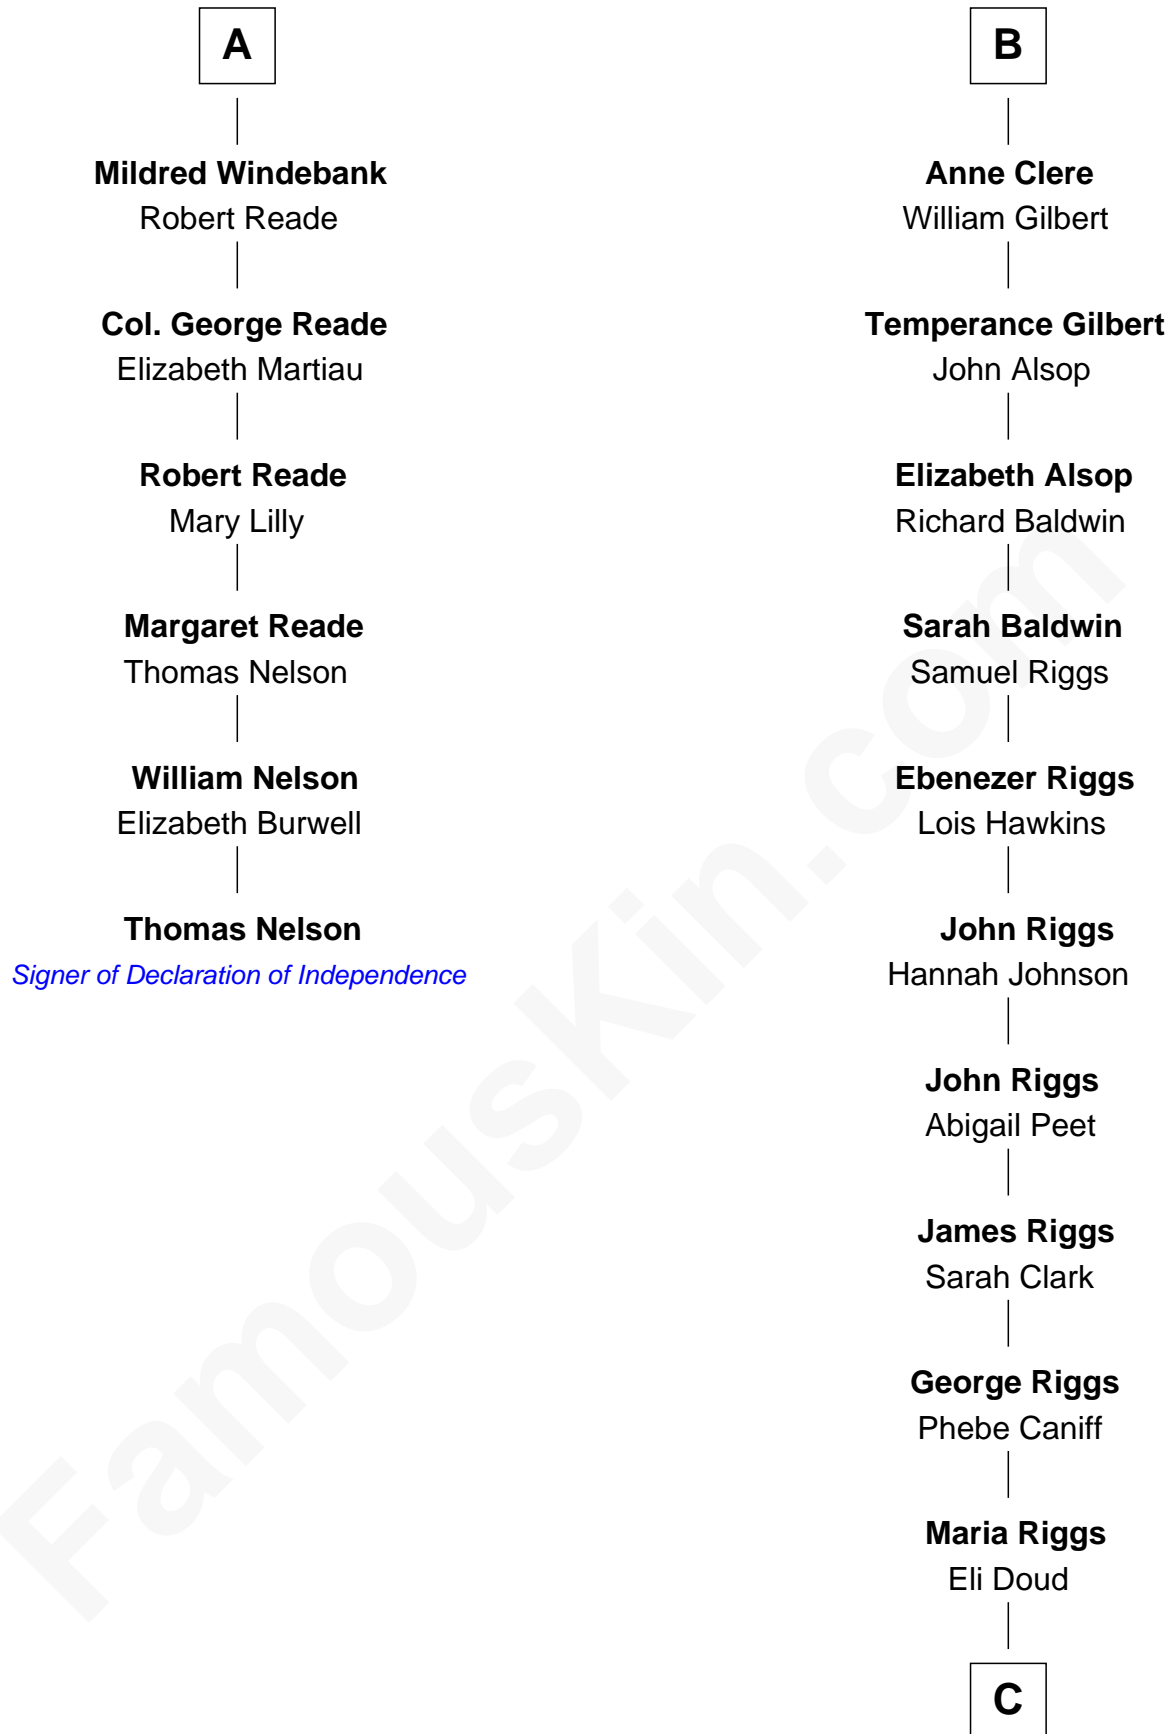 A
Mildred Windebank
Robert Reade
Col. George Reade
Elizabeth Martiau
Robert Reade
Mary Lilly
Margaret Reade
Thomas Nelson
William Nelson
Elizabeth Burwell
Thomas Nelson
Signer of Declaration of Independence
B
Anne Clere
William Gilbert
Temperance Gilbert
John Alsop
Elizabeth Alsop
Richard Baldwin
Sarah Baldwin
Samuel Riggs
Ebenezer Riggs
Lois Hawkins
John Riggs
Hannah Johnson
John Riggs
Abigail Peet
James Riggs
Sarah Clark
George Riggs
Phebe Caniff
Maria Riggs
Eli Doud
C
FamousKin.com